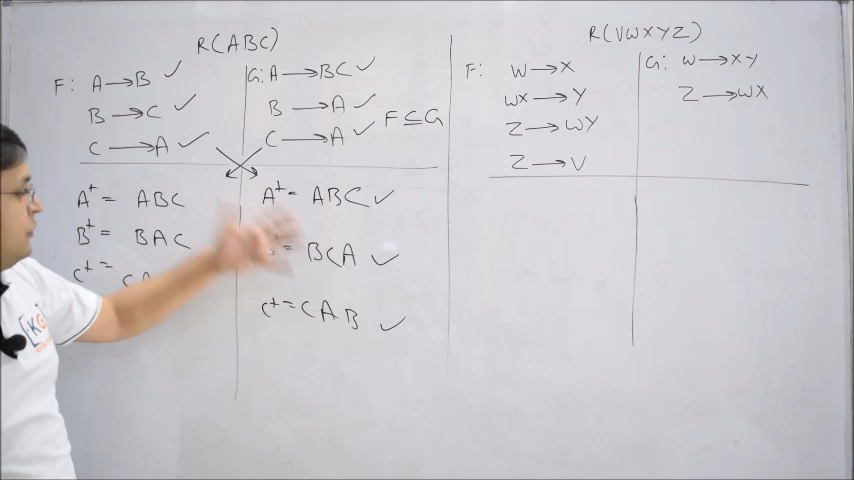 R(ABC)
F: A→B ✓
B→C ✓
C→A ✓
G: A→BC ✓
B→A ✓
C→A ✓
F⊆G
A⁺= ABC
B⁺= BAC
C⁺=
A⁺= ABC ✓
= BCA ✓
C⁺= CAB ✓
R(VWXYZ)
F: W→X
WX→Y
Z→WY
Z→V
G: W→XY
Z→WX